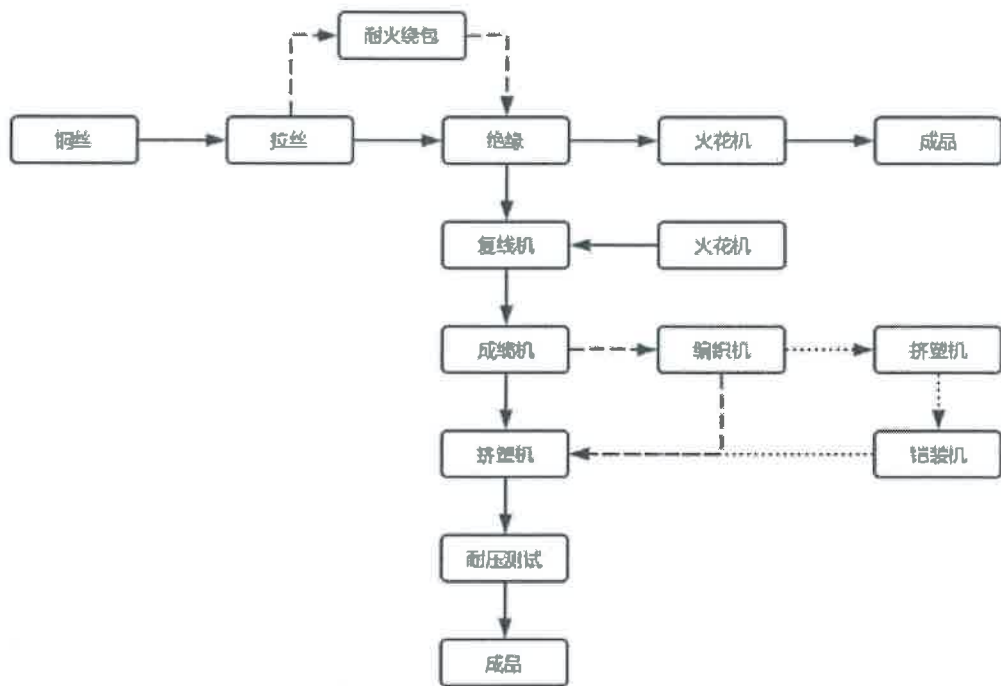 耐火绕包
铜丝
拉丝
绝缘
火花机
成品
复线机
火花机
成缆机
编织机
挤塑机
挤塑机
铠装机
耐压测试
成品